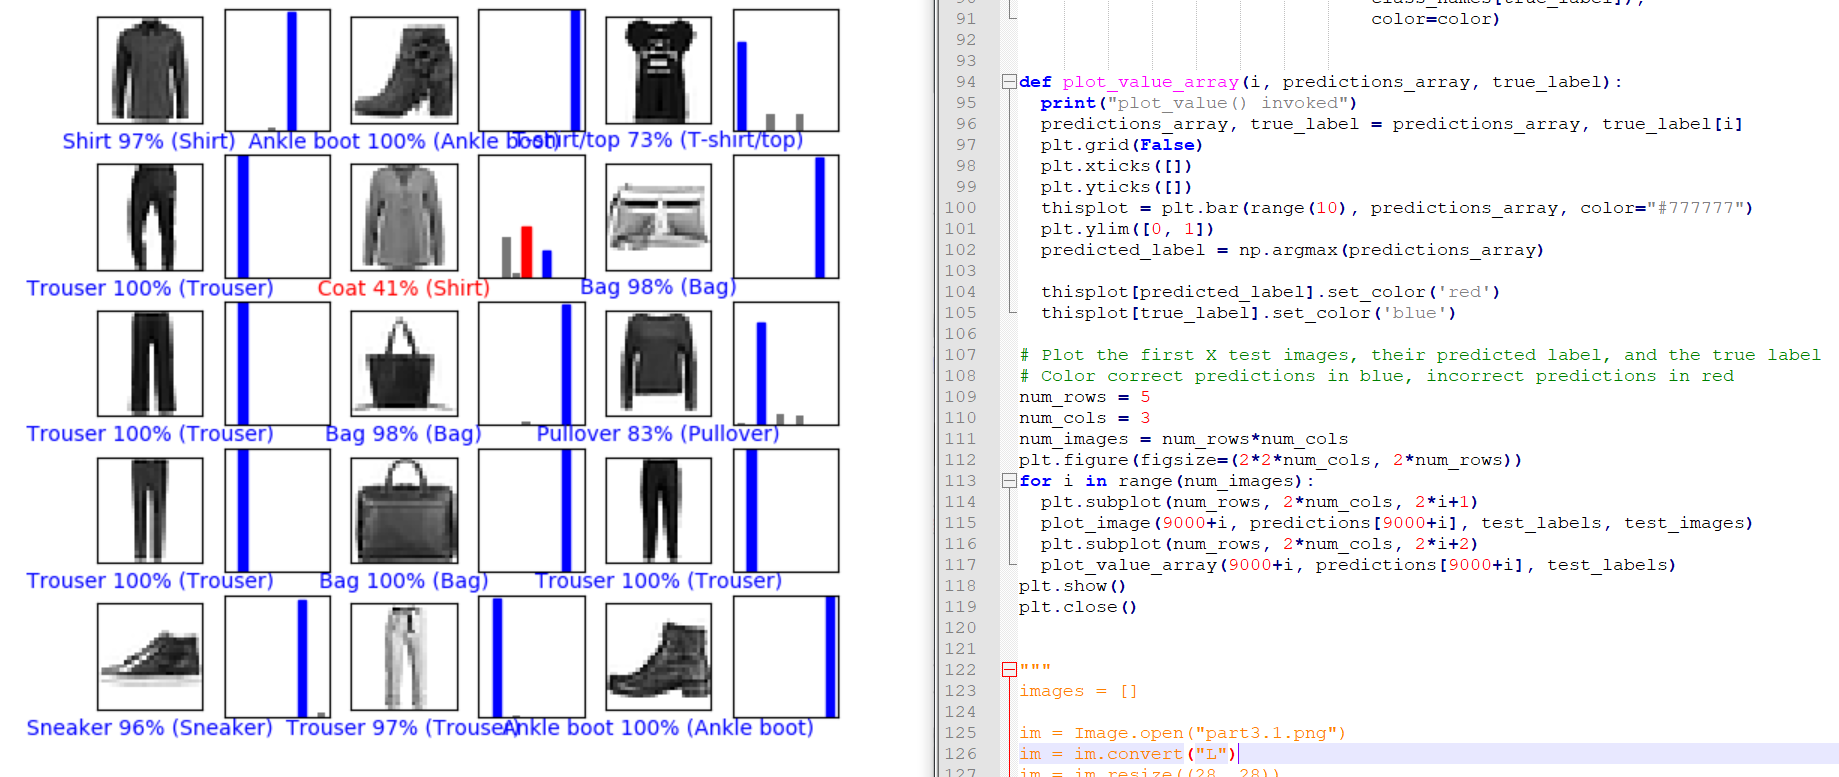 Shirt 97% (Shirt)
Ankle boot 100% (Ankle boot)
T-shirt/top 73% (T-shirt/top)
Trouser 100% (Trouser)
Coat 41% (Shirt)
Bag 98% (Bag)
Trouser 100% (Trouser)
Bag 98% (Bag)
Pullover 83% (Pullover)
Trouser 100% (Trouser)
Bag 100% (Bag)
Trouser 100% (Trouser)
Sneaker 96% (Sneaker)
Trouser 97% (Trouser)
Ankle boot 100% (Ankle boot)
90 class_names[true_label]),
91 color=color)
92
93
94 def plot_value_array(i, predictions_array, true_label):
95 print("plot_value() invoked")
96 predictions_array, true_label = predictions_array, true_label[i]
97 plt.grid(False)
98 plt.xticks([])
99 plt.yticks([])
100 thisplot = plt.bar(range(10), predictions_array, color="#777777")
101 plt.ylim([0, 1])
102 predicted_label = np.argmax(predictions_array)
103
104 thisplot[predicted_label].set_color('red')
105 thisplot[true_label].set_color('blue')
106
107 # Plot the first X test images, their predicted label, and the true label
108 # Color correct predictions in blue, incorrect predictions in red
109 num_rows = 5
110 num_cols = 3
111 num_images = num_rows*num_cols
112 plt.figure(figsize=(2*2*num_cols, 2*num_rows))
113 for i in range(num_images):
114 plt.subplot(num_rows, 2*num_cols, 2*i+1)
115 plot_image(9000+i, predictions[9000+i], test_labels, test_images)
116 plt.subplot(num_rows, 2*num_cols, 2*i+2)
117 plot_value_array(9000+i, predictions[9000+i], test_labels)
118 plt.show()
119 plt.close()
120
121
122 """
123 images = []
124
125 im = Image.open("part3.1.png")
126 im = im.convert("L")
127 im = im.resize((28, 28))